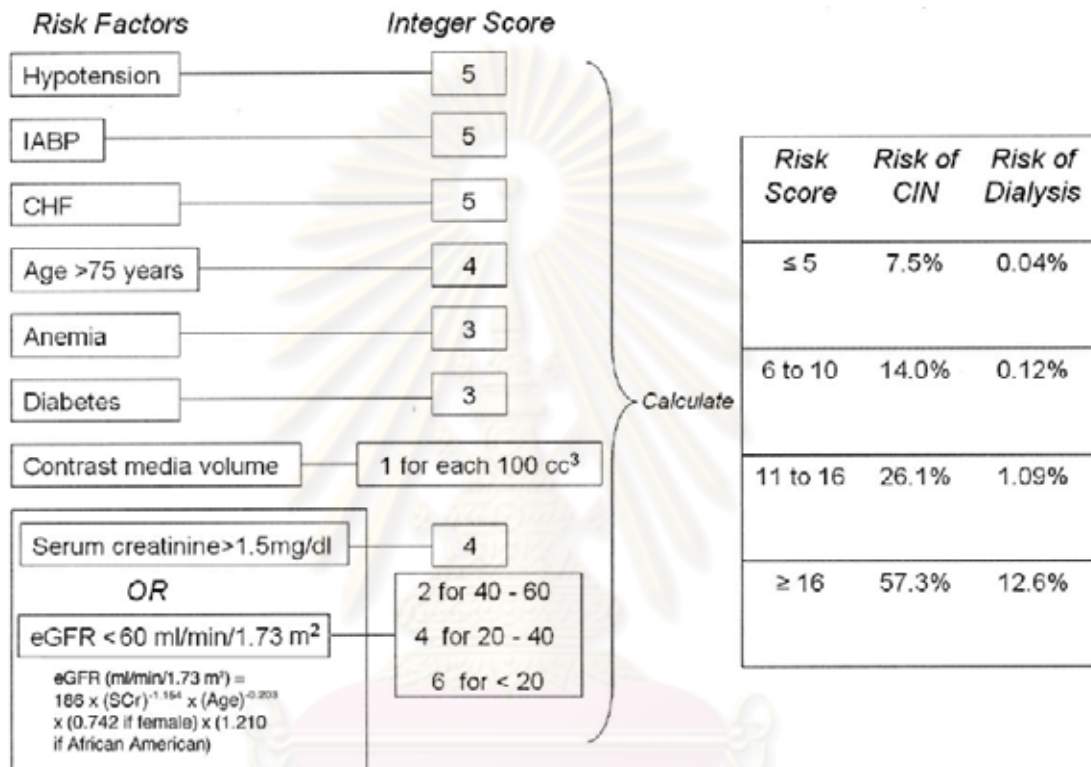 Risk Factors
Integer Score
Hypotension
5
IABP
5
CHF
5
Age >75 years
4
Anemia
3
Diabetes
3
Contrast media volume
1 for each 100 cc³
Serum creatinine>1.5mg/dl
4
OR
eGFR <60 ml/min/1.73 m²
2 for 40 - 60
4 for 20 - 40
6 for < 20
eGFR (ml/min/1.73 m²) =
186 x (SCr)⁻¹·¹⁵⁴ x (Age)⁻⁰·²⁰³
x (0.742 if female) x (1.210
if African American)
Calculate
Risk Score
Risk of CIN
Risk of Dialysis
≤ 5 7.5% 0.04%
6 to 10 14.0% 0.12%
11 to 16 26.1% 1.09%
≥ 16 57.3% 12.6%